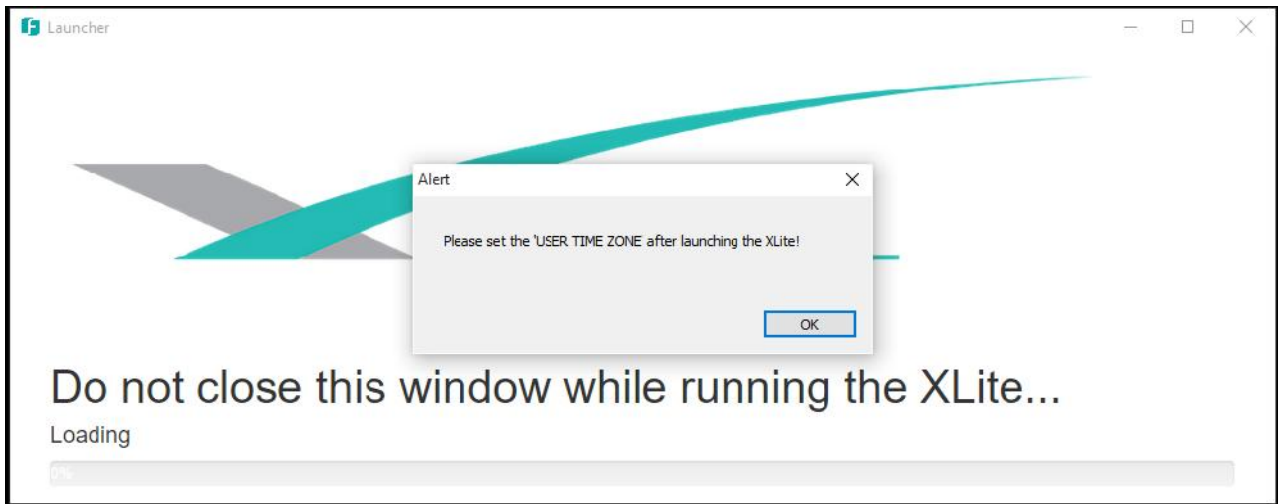 Launcher
Alert
Please set the 'USER TIME ZONE after launching the XLite!
OK
Do not close this window while running the XLite...
Loading
0%